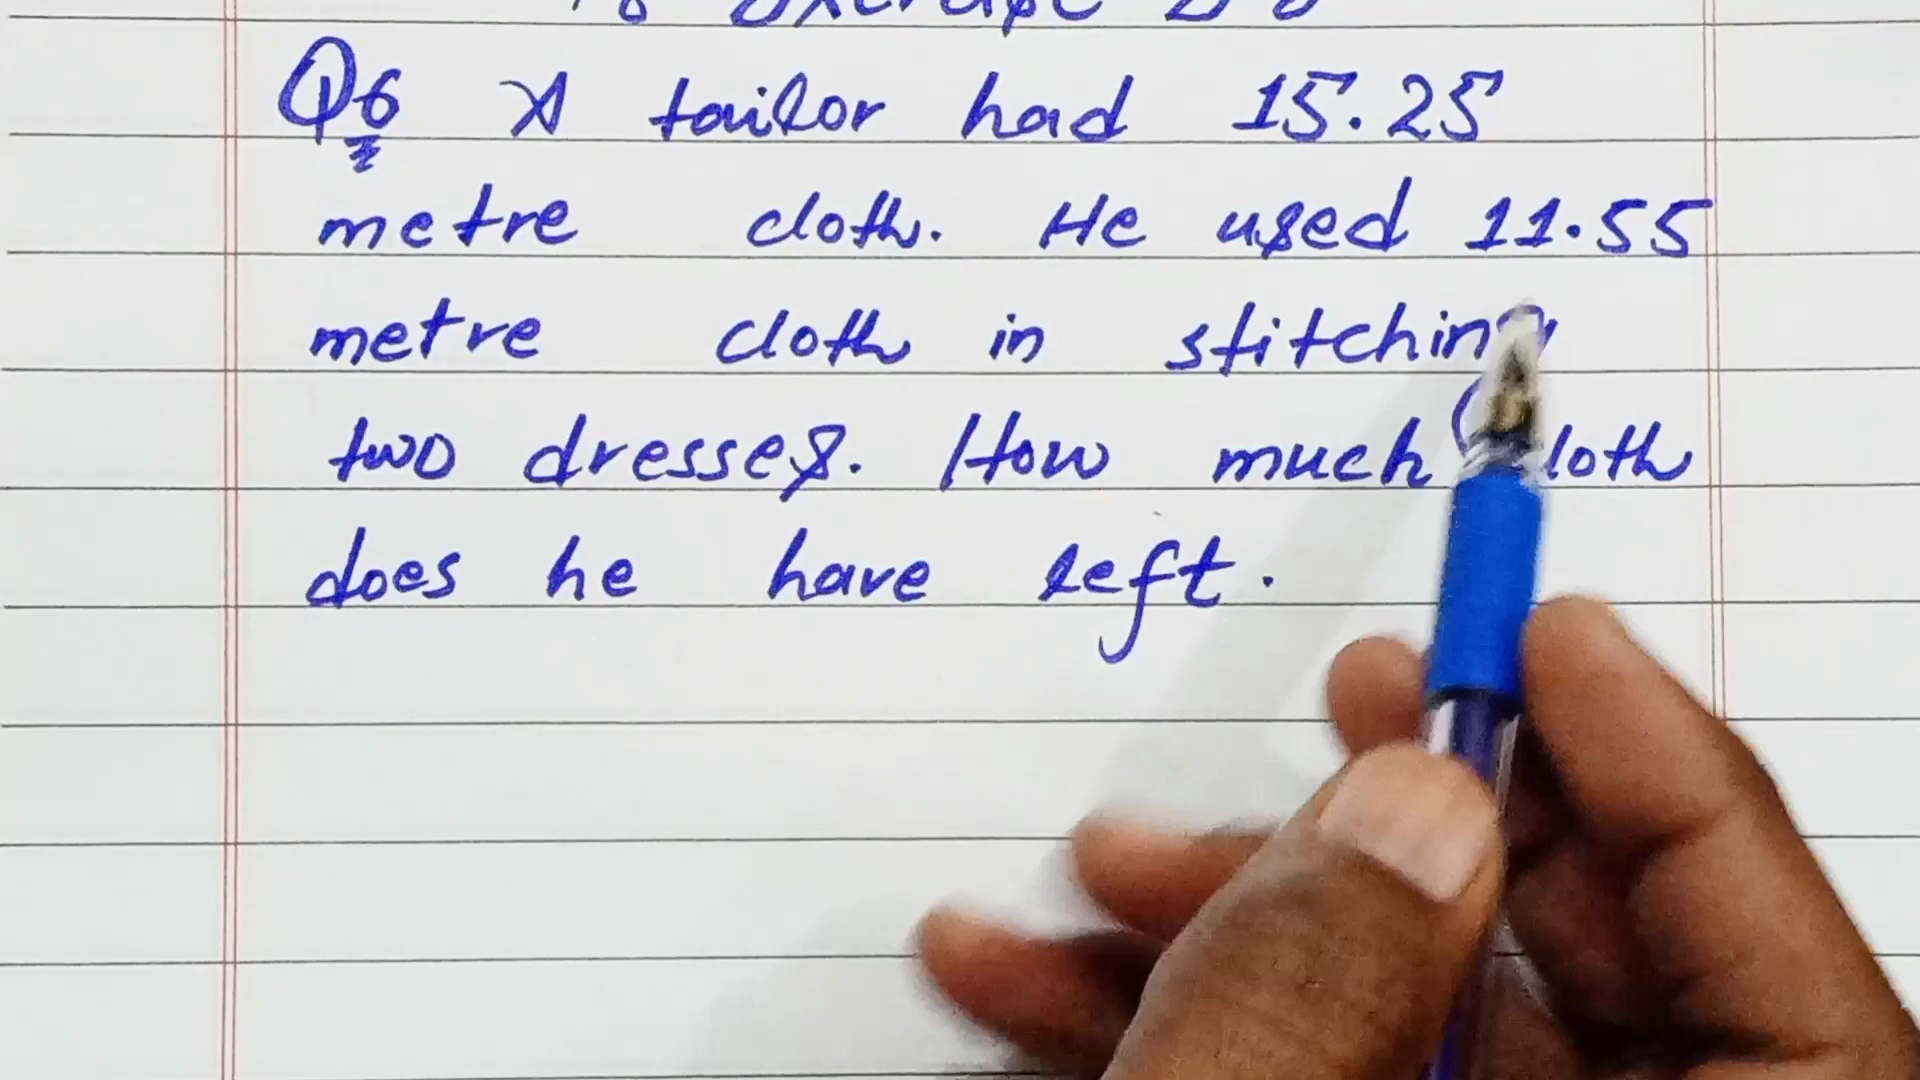 Exercise
Q6 A tailor had 15.25
metre cloth. He used 11.55
metre cloth in stitching
two dresses. How much cloth
does he have left.